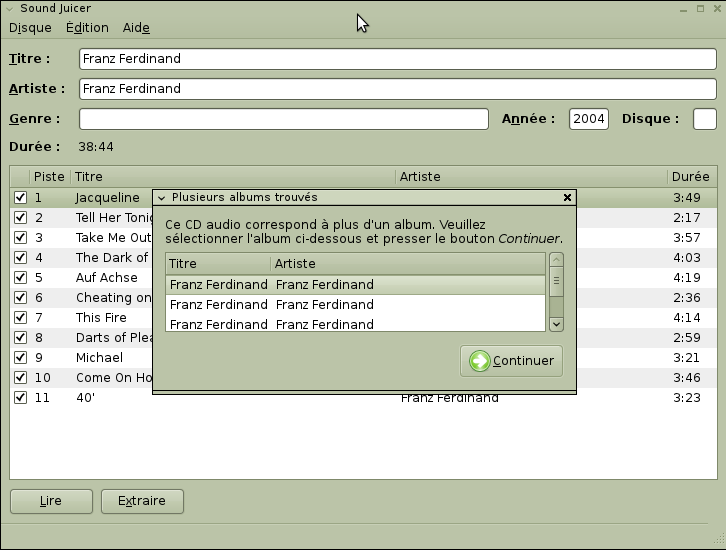 Sound Juicer
Disque Édition Aide
Titre : Franz Ferdinand
Artiste : Franz Ferdinand
Genre : Année : 2004 Disque :
Durée : 38:44
Piste Titre Artiste Durée
1 Jacqueline 3:49
2 Tell Her Tonig 2:17
3 Take Me Out 3:57
4 The Dark of 4:03
5 Auf Achse 4:19
6 Cheating on 2:36
7 This Fire 4:14
8 Darts of Plea 2:59
9 Michael 3:21
10 Come On Ho 3:46
11 40' Franz Ferdinand 3:23
Plusieurs albums trouvés
Ce CD audio correspond à plus d'un album. Veuillez
sélectionner l'album ci-dessous et presser le bouton Continuer.
Titre Artiste
Franz Ferdinand Franz Ferdinand
Franz Ferdinand Franz Ferdinand
Franz Ferdinand Franz Ferdinand
Continuer
Lire Extraire